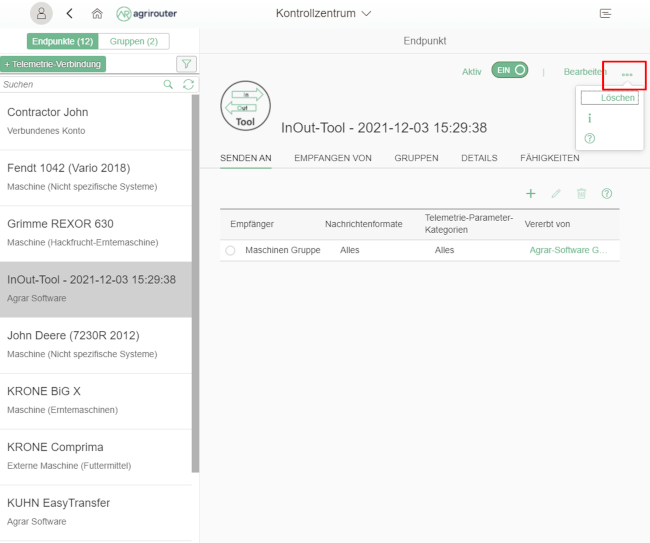 agrirouter
Kontrollzentrum
Endpunkte (12) Gruppen (2)
Endpunkt
+ Telemetrie-Verbindung
Suchen
Contractor John
Verbundenes Konto
Fendt 1042 (Vario 2018)
Maschine (Nicht spezifische Systeme)
Grimme REXOR 630
Maschine (Hackfrucht-Erntemaschine)
InOut-Tool - 2021-12-03 15:29:38
Agrar Software
John Deere (7230R 2012)
Maschine (Nicht spezifische Systeme)
KRONE BiG X
Maschine (Erntemaschinen)
KRONE Comprima
Externe Maschine (Futtermittel)
KUHN EasyTransfer
Agrar Software
Aktiv EIN | Bearbeiten ...
Löschen
i
?
In
Out
Tool
InOut-Tool - 2021-12-03 15:29:38
SENDEN AN EMPFANGEN VON GRUPPEN DETAILS FÄHIGKEITEN
+ ?
Empfänger Nachrichtenformate Telemetrie-Parameter-Kategorien Vererbt von
Maschinen Gruppe Alles Alles Agrar-Software G...